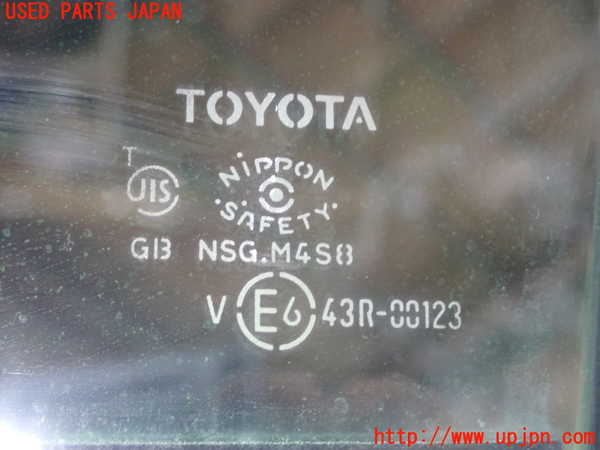 USED PARTS JAPAN
TOYOTA
T
JIS
NIPPON
SAFETY
GB NSG.M4S8
V E6 43R-00123
http://www.upjpn.com